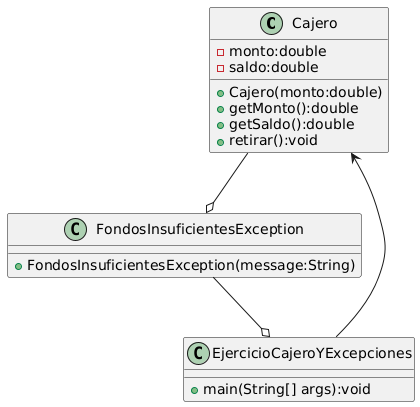 C Cajero
monto:double
saldo:double
Cajero(monto:double)
getMonto():double
getSaldo():double
retirar():void
C FondosInsuficientesException
FondosInsuficientesException(message:String)
C EjercicioCajeroYExcepciones
main(String[] args):void